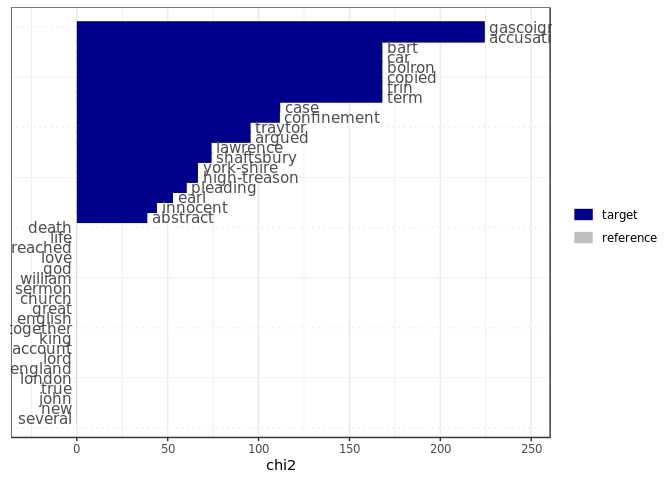 gascoign
accusati
bart
car
bolron
copied
trin
term
case
confinement
traytor
argued
lawrence
shaftsbury
york-shire
high-treason
pleading
earl
innocent
abstract
death
life
reached
love
god
william
sermon
church
great
english
together
king
account
lord
england
london
true
john
new
several
target
reference
0 50 100 150 200 250
chi2